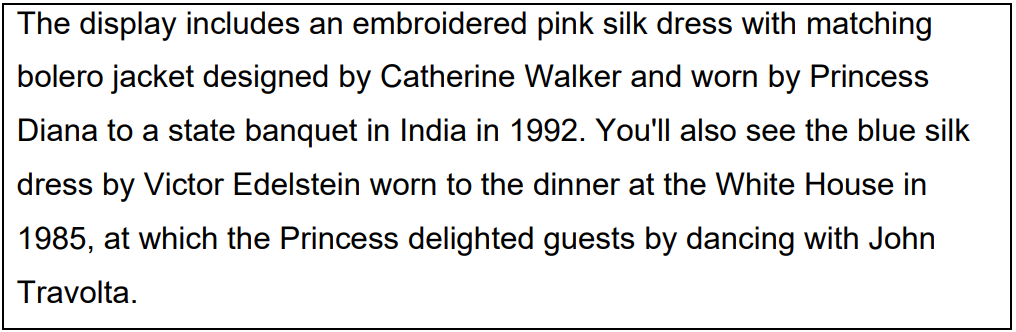 The display includes an embroidered pink silk dress with matching
bolero jacket designed by Catherine Walker and worn by Princess
Diana to a state banquet in India in 1992. You'll also see the blue silk
dress by Victor Edelstein worn to the dinner at the White House in
1985, at which the Princess delighted guests by dancing with John
Travolta.